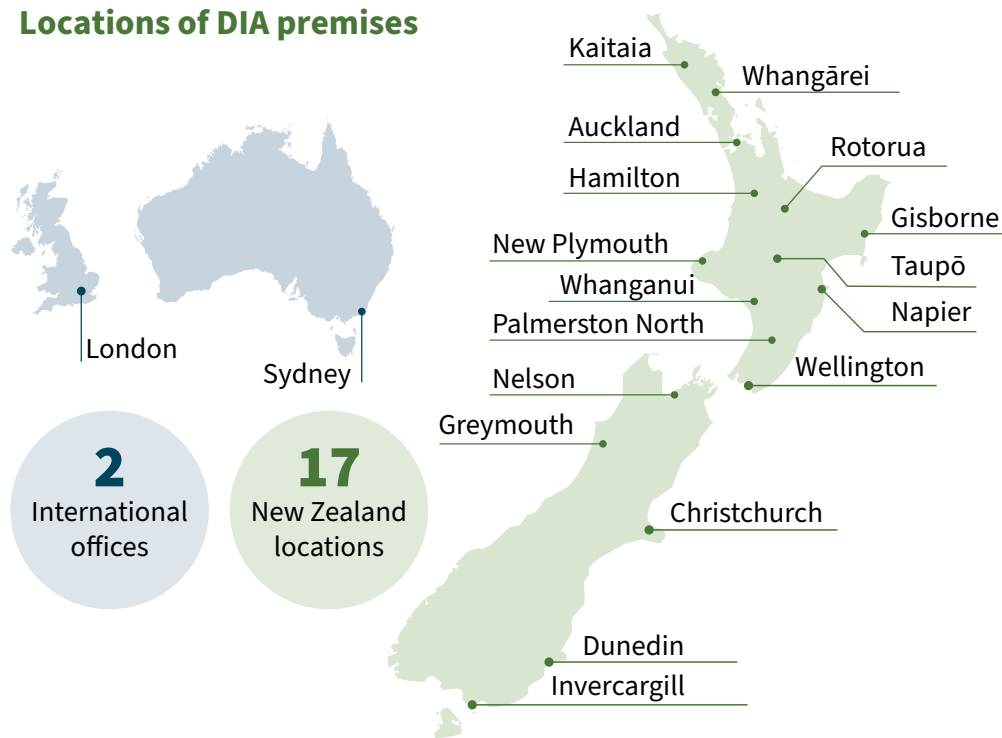 Locations of DIA premises
Kaitaia
Whangārei
Auckland
Rotorua
Hamilton
Gisborne
New Plymouth
Taupō
Whanganui
Napier
Palmerston North
London
Sydney
Wellington
Nelson
Greymouth
2
International
offices
17
New Zealand
locations
Christchurch
Dunedin
Invercargill